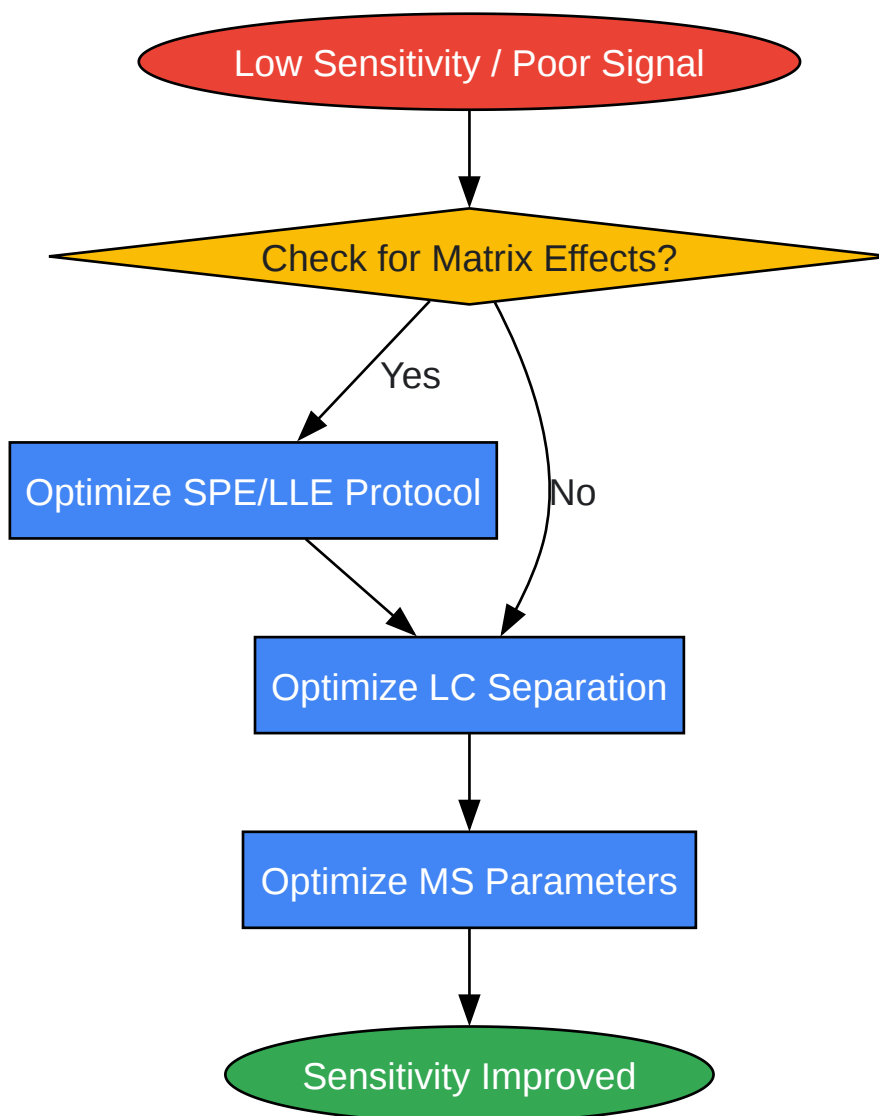 Low Sensitivity / Poor Signal
Check for Matrix Effects?
Yes
Optimize SPE/LLE Protocol
No
Optimize LC Separation
Optimize MS Parameters
Sensitivity Improved